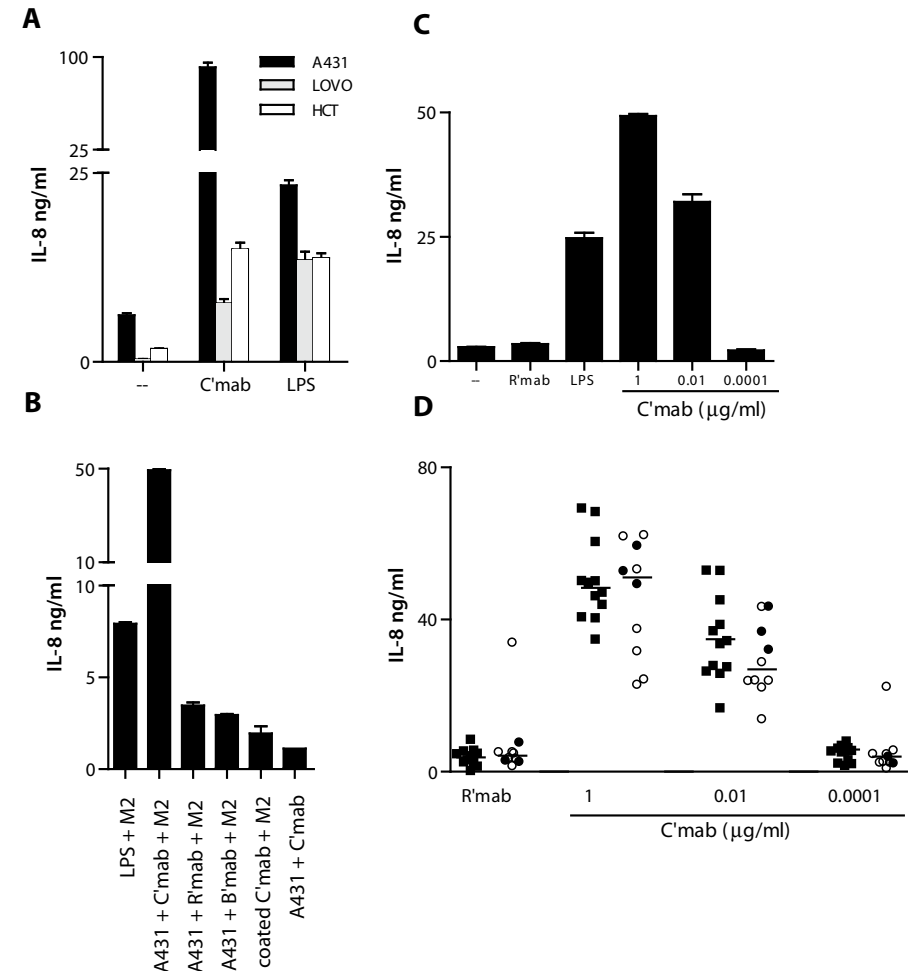 A
IL-8 ng/ml
100
25
25
0
A431
LOVO
HCT
--
C'mab
LPS
B
IL-8 ng/ml
50
10
10
5
0
LPS + M2
A431 + C'mab + M2
A431 + R'mab + M2
A431 + B'mab + M2
coated C'mab + M2
A431 + C'mab
C
IL-8 ng/ml
50
25
0
--
R'mab
LPS
1
0.01
0.0001
C'mab (μg/ml)
D
IL-8 ng/ml
80
40
0
R'mab
1
0.01
0.0001
C'mab (μg/ml)